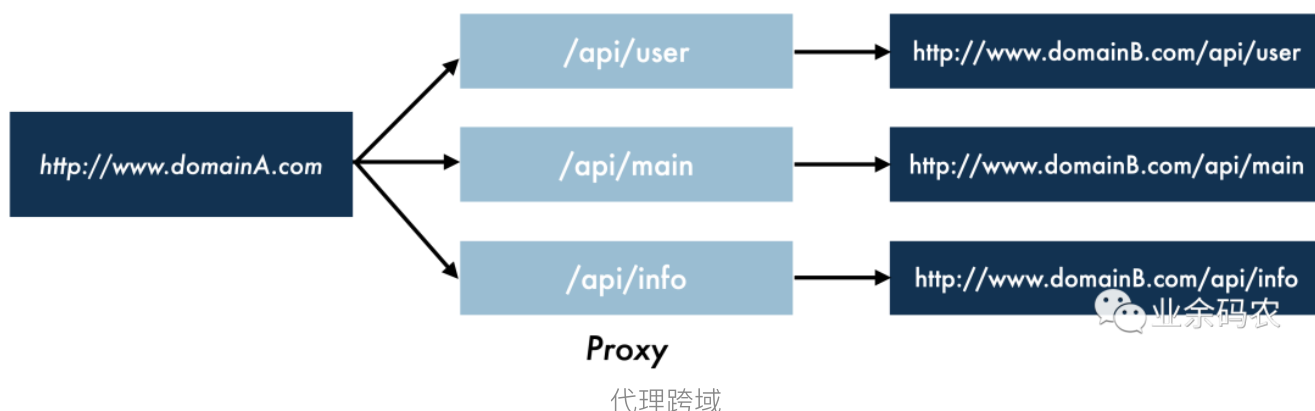 /api/user
http://www.domainB.com/api/user
http://www.domainA.com
/api/main
http://www.domainB.com/api/main
/api/info
http://www.domainB.com/api/info
业余码农
Proxy
代理跨域